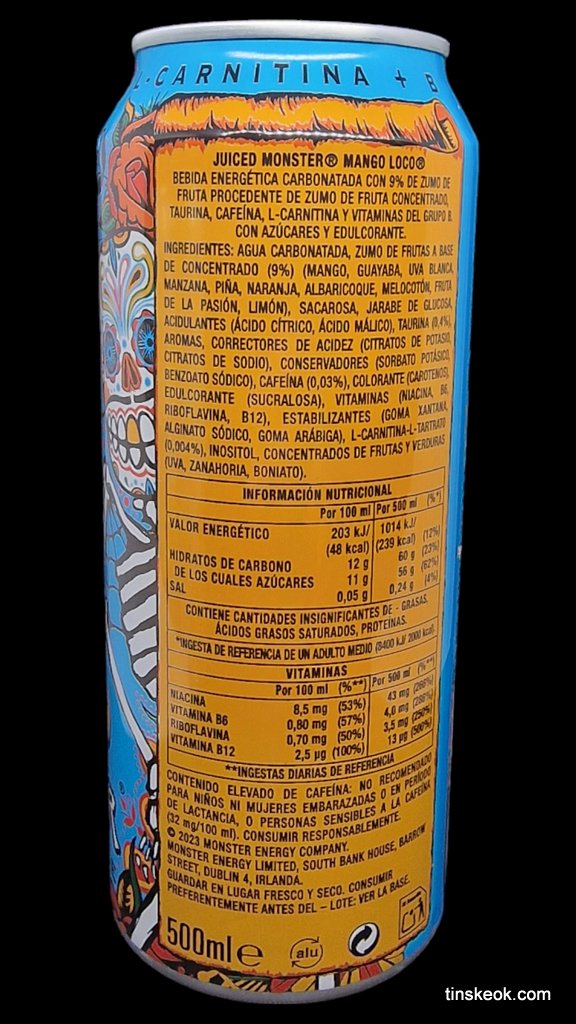 L-CARNITINA + B
JUICED MONSTER® MANGO LOCO®
BEBIDA ENERGÉTICA CARBONATADA CON 9% DE ZUMO DE
FRUTA PROCEDENTE DE ZUMO DE FRUTA CONCENTRADO,
TAURINA, CAFEÍNA, L-CARNITINA Y VITAMINAS DEL GRUPO B.
CON AZÚCARES Y EDULCORANTE.
INGREDIENTES: AGUA CARBONATADA, ZUMO DE FRUTAS A BASE
DE CONCENTRADO (9%) (MANGO, GUAYABA, UVA BLANCA,
MANZANA, PIÑA, NARANJA, ALBARICOQUE, MELOCOTÓN, FRUTA
DE LA PASIÓN, LIMÓN), SACAROSA, JARABE DE GLUCOSA,
ACIDULANTES (ÁCIDO CÍTRICO, ÁCIDO MÁLICO), TAURINA (0,4%),
AROMAS, CORRECTORES DE ACIDEZ (CITRATOS DE POTASIO,
CITRATOS DE SODIO), CONSERVADORES (SORBATO POTÁSICO,
BENZOATO SÓDICO), CAFEÍNA (0,03%), COLORANTE (CAROTENOS),
EDULCORANTE (SUCRALOSA), VITAMINAS (NIACINA, B6,
RIBOFLAVINA, B12), ESTABILIZANTES (GOMA XANTANA,
ALGINATO SÓDICO, GOMA ARÁBIGA), L-CARNITINA-L-TARTRATO
(0,004%), INOSITOL, CONCENTRADOS DE FRUTAS Y VERDURAS
(UVA, ZANAHORIA, BONIATO).
INFORMACIÓN NUTRICIONAL
Por 100 ml Por 500 ml (%*)
VALOR ENERGÉTICO 203 kJ/ 1014 kJ/
(48 kcal) (239 kcal) (12%)
HIDRATOS DE CARBONO 12 g 60 g (23%)
DE LOS CUALES AZÚCARES 11 g 56 g (62%)
SAL 0,05 g 0,24 g (4%)
CONTIENE CANTIDADES INSIGNIFICANTES DE - GRASAS,
ÁCIDOS GRASOS SATURADOS, PROTEÍNAS.
*INGESTA DE REFERENCIA DE UN ADULTO MEDIO (8400 kJ/ 2000 kcal)
VITAMINAS
Por 100 ml (%**) Por 500 ml (%**)
NIACINA 8,5 mg (53%) 43 mg (266%)
VITAMINA B6 0,80 mg (57%) 4,0 mg (286%)
RIBOFLAVINA 0,70 mg (50%) 3,5 mg (250%)
VITAMINA B12 2,5 µg (100%) 13 µg (500%)
**INGESTAS DIARIAS DE REFERENCIA
CONTENIDO ELEVADO DE CAFEÍNA: NO RECOMENDADO
PARA NIÑOS NI MUJERES EMBARAZADAS O EN PERÍODO
DE LACTANCIA, O PERSONAS SENSIBLES A LA CAFEÍNA
(32 mg/100 ml). CONSUMIR RESPONSABLEMENTE.
© 2023 MONSTER ENERGY COMPANY.
MONSTER ENERGY LIMITED, SOUTH BANK HOUSE, BARROW
STREET, DUBLIN 4, IRLANDA.
GUARDAR EN LUGAR FRESCO Y SECO. CONSUMIR
PREFERENTEMENTE ANTES DEL – LOTE: VER LA BASE.
500ml e
alu
tinskeok.com